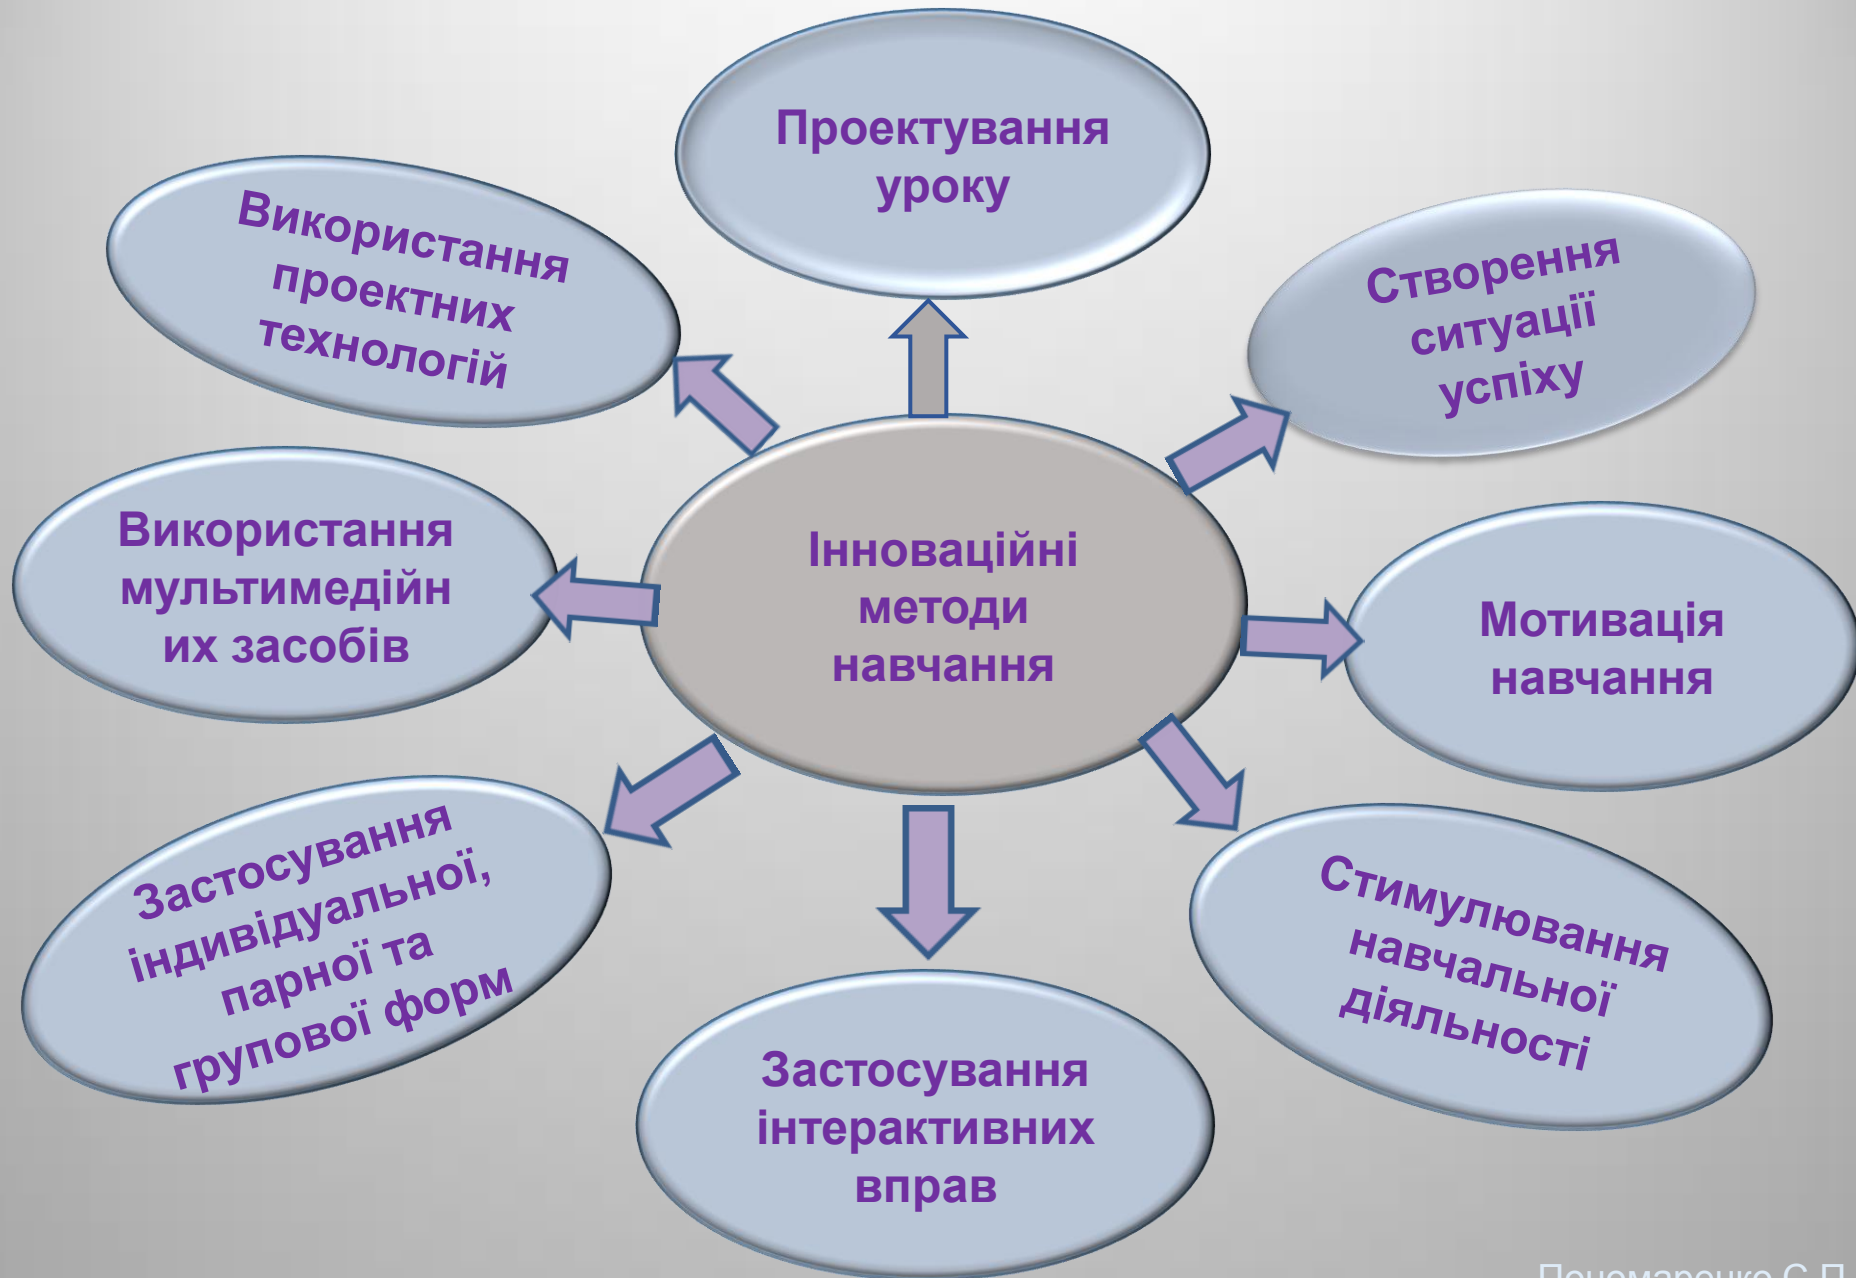 Проектування
уроку
Використання
проектних
технологій
Створення
ситуації
успіху
Використання
мультимедійн
их засобів
Інноваційні
методи
навчання
Мотивація
навчання
Застосування
індивідуальної,
парної та
групової форм
Стимулювання
навчальної
діяльності
Застосування
інтерактивних
вправ
Пономаренко С.П